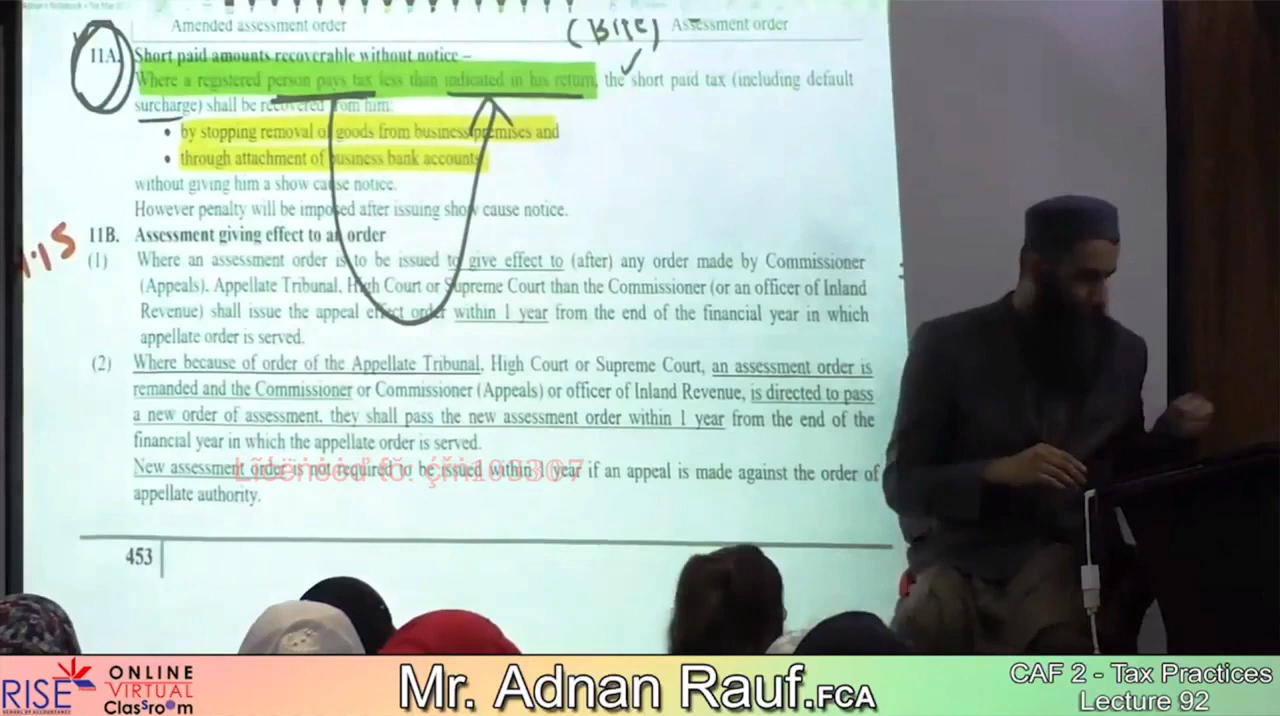 Amended assessment order
(Bite) Assessment order
11A. Short paid amounts recoverable without notice –
Where a registered person pays tax less than indicated in his return, the short paid tax (including default
surcharge) shall be recovered from him:
• by stopping removal of goods from business premises and
• through attachment of business bank accounts
without giving him a show cause notice.
However penalty will be imposed after issuing show cause notice.
11B. Assessment giving effect to an order
(1) Where an assessment order is to be issued to give effect to (after) any order made by Commissioner
(Appeals), Appellate Tribunal, High Court or Supreme Court than the Commissioner (or an officer of Inland
Revenue) shall issue the appeal effect order within 1 year from the end of the financial year in which
appellate order is served.
(2) Where because of order of the Appellate Tribunal, High Court or Supreme Court, an assessment order is
remanded and the Commissioner or Commissioner (Appeals) or officer of Inland Revenue, is directed to pass
a new order of assessment, they shall pass the new assessment order within 1 year from the end of the
financial year in which the appellate order is served.
New assessment order is not required to be issued within 1 year if an appeal is made against the order of
appellate authority.
453
RISE
SCHOOL OF ACCOUNTANCY
ONLINE
VIRTUAL
Classroom
Mr. Adnan Rauf.FCA
CAF 2 - Tax Practices
Lecture 92